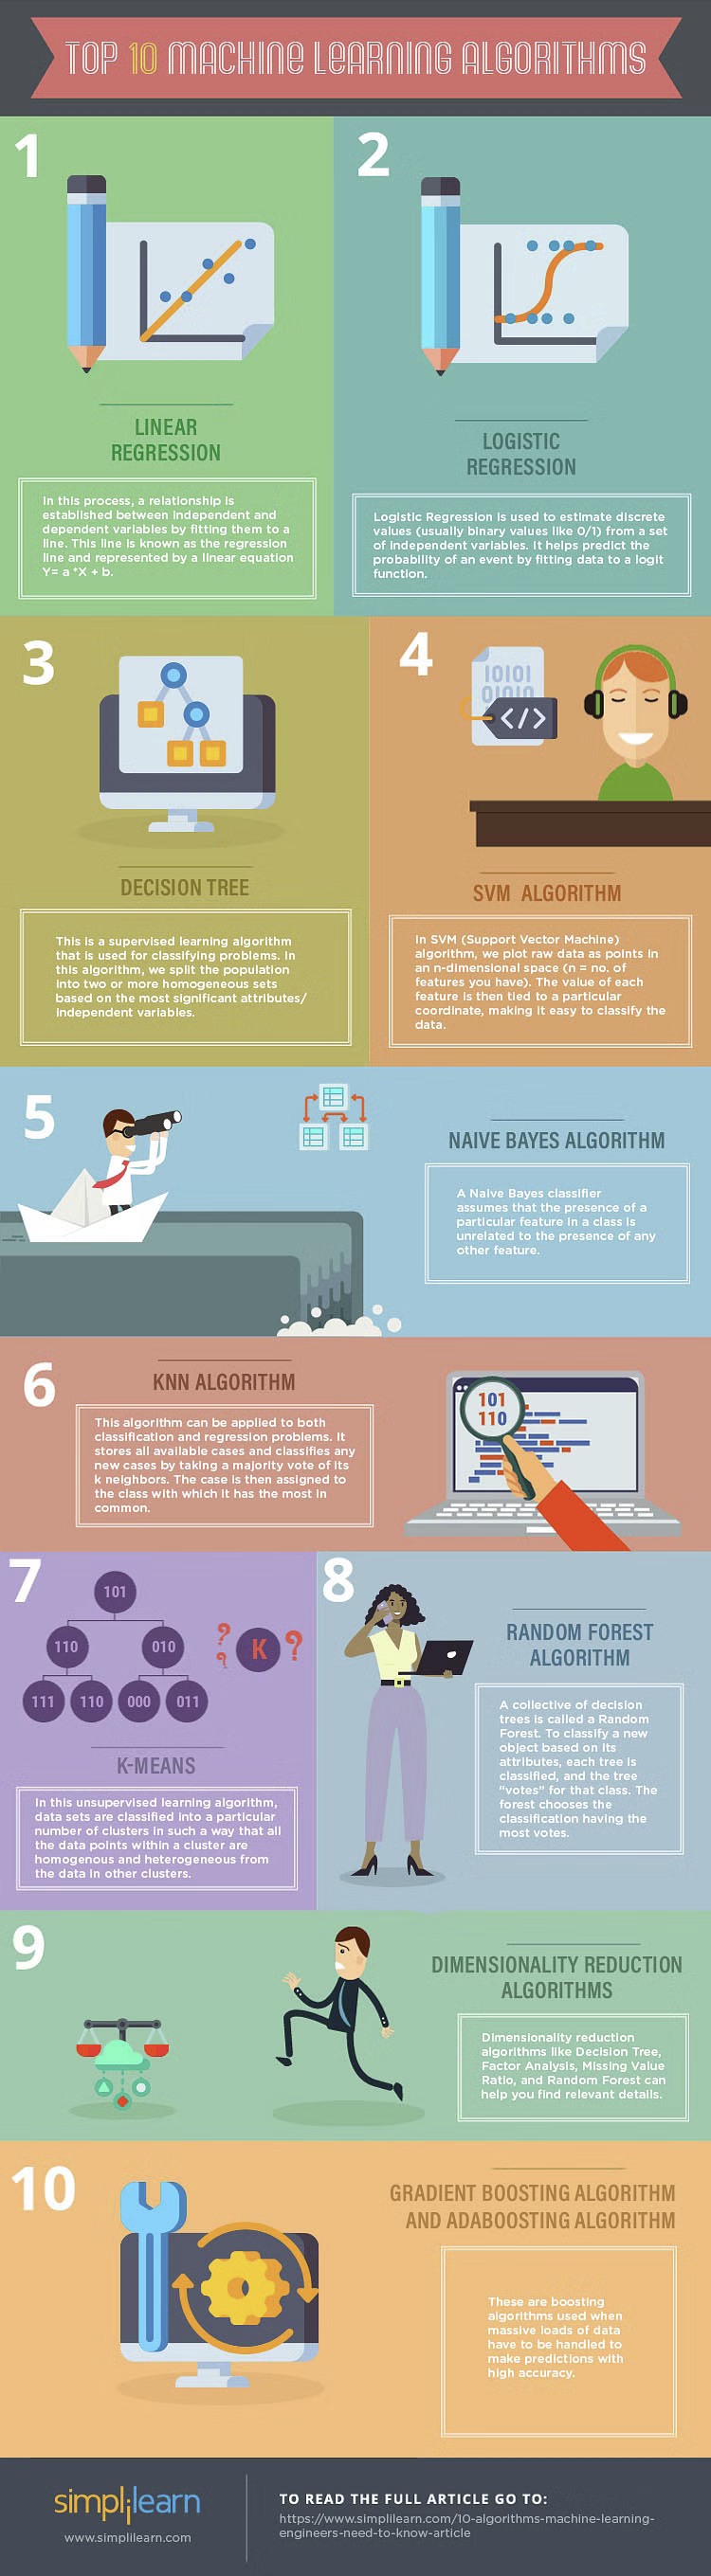 TOP 10 MACHINE LEARNING ALGORITHMS
1
LINEAR
REGRESSION
In this process, a relationship is
established between independent and
dependent variables by fitting them to a
line. This line is known as the regression
line and represented by a linear equation
Y= a *X + b.
2
LOGISTIC
REGRESSION
Logistic Regression is used to estimate discrete
values (usually binary values like 0/1) from a set
of independent variables. It helps predict the
probability of an event by fitting data to a logit
function.
3
DECISION TREE
This is a supervised learning algorithm
that is used for classifying problems. In
this algorithm, we split the population
into two or more homogeneous sets
based on the most significant attributes/
independent variables.
4
10101
01010
</>
SVM ALGORITHM
In SVM (Support Vector Machine)
algorithm, we plot raw data as points in
an n-dimensional space (n = no. of
features you have). The value of each
feature is then tied to a particular
coordinate, making it easy to classify the
data.
5
NAIVE BAYES ALGORITHM
A Naive Bayes classifier
assumes that the presence of a
particular feature in a class is
unrelated to the presence of any
other feature.
6
KNN ALGORITHM
This algorithm can be applied to both
classification and regression problems. It
stores all available cases and classifies any
new cases by taking a majority vote of its
k neighbors. The case is then assigned to
the class with which it has the most in
common.
101
110
7
101
110 010
111 110 000 011
? ? K ?
K-MEANS
In this unsupervised learning algorithm,
data sets are classified into a particular
number of clusters in such a way that all
the data points within a cluster are
homogenous and heterogeneous from
the data in other clusters.
8
RANDOM FOREST
ALGORITHM
A collective of decision
trees is called a Random
Forest. To classify a new
object based on its
attributes, each tree is
classified, and the tree
"votes" for that class. The
forest chooses the
classification having the
most votes.
9
DIMENSIONALITY REDUCTION
ALGORITHMS
Dimensionality reduction
algorithms like Decision Tree,
Factor Analysis, Missing Value
Ratio, and Random Forest can
help you find relevant details.
10
GRADIENT BOOSTING ALGORITHM
AND ADABOOSTING ALGORITHM
These are boosting
algorithms used when
massive loads of data
have to be handled to
make predictions with
high accuracy.
simplilearn
www.simplilearn.com
TO READ THE FULL ARTICLE GO TO:
https://www.simplilearn.com/10-algorithms-machine-learning-
engineers-need-to-know-article